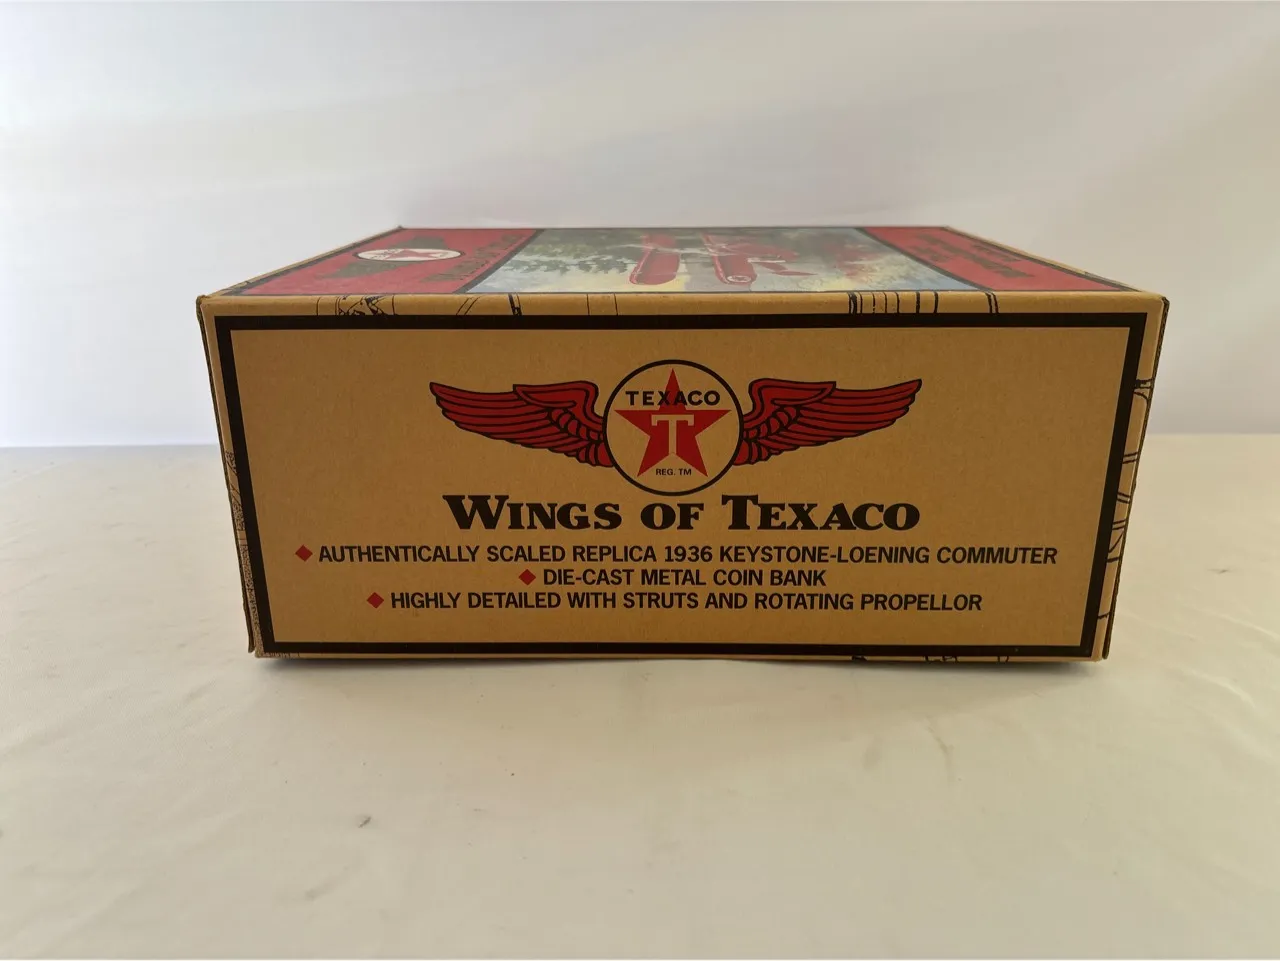 TEXACO
T
REG. TM
WINGS OF TEXACO
AUTHENTICALLY SCALED REPLICA 1936 KEYSTONE-LOENING COMMUTER
DIE-CAST METAL COIN BANK
HIGHLY DETAILED WITH STRUTS AND ROTATING PROPELLOR